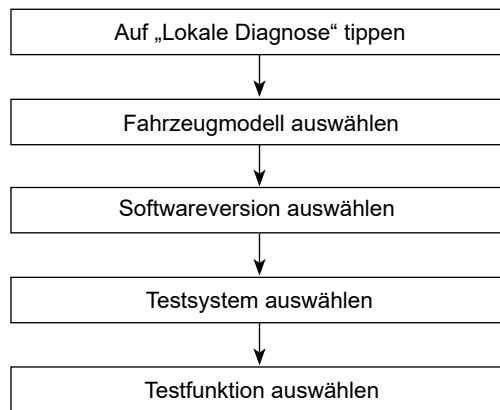 Auf „Lokale Diagnose“ tippen
Fahrzeugmodell auswählen
Softwareversion auswählen
Testsystem auswählen
Testfunktion auswählen